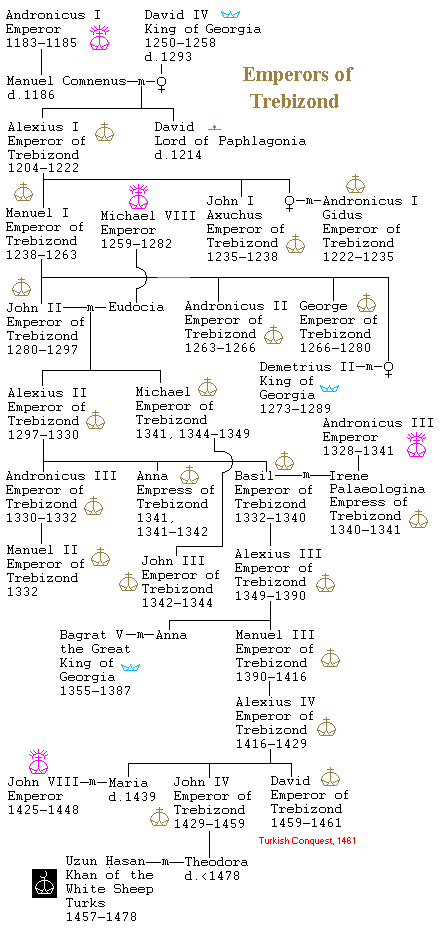 Andronicus I
Emperor
1183–1185
David IV
King of Georgia
1250–1258
d.1293
Emperors of
Trebizond
Manuel Comnenus–m–♀
d.1186
Alexius I
Emperor of
Trebizond
1204–1222
David
Lord of Paphlagonia
d.1214
Manuel I
Emperor of
Trebizond
1238–1263
Michael VIII
Emperor
1259–1282
John I
Axuchus
Emperor of
Trebizond
1235–1238
♀–m–Andronicus I
Gidus
Emperor of
Trebizond
1222–1235
John II–m–Eudocia
Emperor of
Trebizond
1280–1297
Andronicus II
Emperor of
Trebizond
1263–1266
George
Emperor of
Trebizond
1266–1280
Demetrius II–m–♀
King of
Georgia
1273–1289
Alexius II
Emperor of
Trebizond
1297–1330
Michael
Emperor of
Trebizond
1341, 1344–1349
Andronicus III
Emperor
1328–1341
Andronicus III
Emperor of
Trebizond
1330–1332
Anna
Empress of
Trebizond
1341,
1341–1342
Basil–m–Irene
Emperor of
Trebizond
1332–1340
Palaeologina
Empress of
Trebizond
1340–1341
Manuel II
Emperor of
Trebizond
1332
John III
Emperor of
Trebizond
1342–1344
Alexius III
Emperor of
Trebizond
1349–1390
Bagrat V–m–Anna
the Great
King of
Georgia
1355–1387
Manuel III
Emperor of
Trebizond
1390–1416
Alexius IV
Emperor of
Trebizond
1416–1429
John VIII–m–Maria
Emperor
1425–1448
d.1439
John IV
Emperor of
Trebizond
1429–1459
David
Emperor of
Trebizond
1459–1461
Turkish Conquest, 1461
Uzun Hasan–m–Theodora
Khan of the
White Sheep
Turks
1457–1478
d.<1478